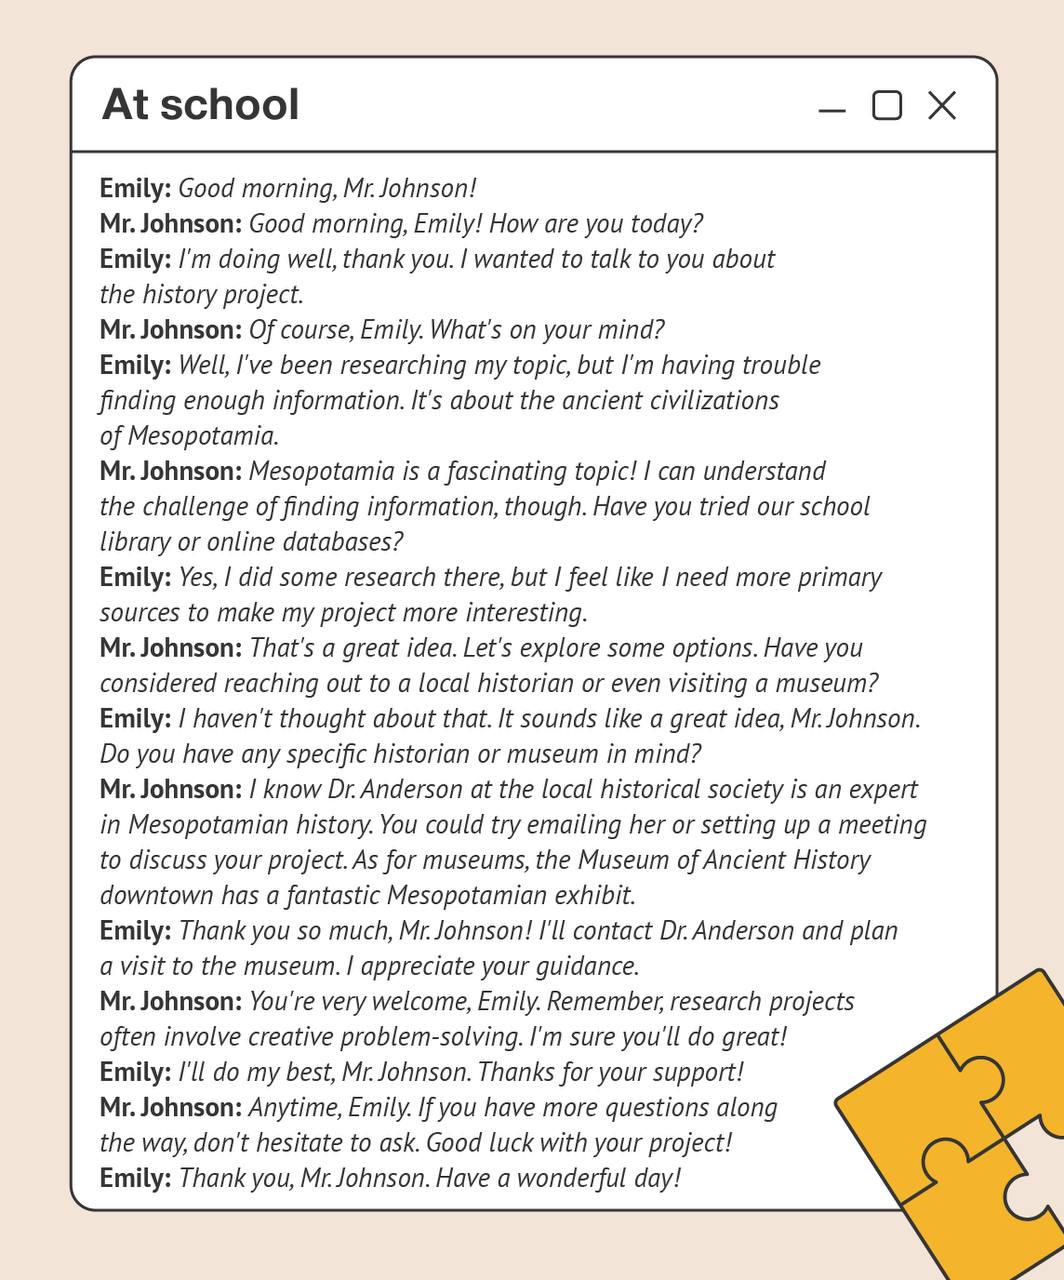 At school
Emily: Good morning, Mr. Johnson!
Mr. Johnson: Good morning, Emily! How are you today?
Emily: I'm doing well, thank you. I wanted to talk to you about
the history project.
Mr. Johnson: Of course, Emily. What's on your mind?
Emily: Well, I've been researching my topic, but I'm having trouble
finding enough information. It's about the ancient civilizations
of Mesopotamia.
Mr. Johnson: Mesopotamia is a fascinating topic! I can understand
the challenge of finding information, though. Have you tried our school
library or online databases?
Emily: Yes, I did some research there, but I feel like I need more primary
sources to make my project more interesting.
Mr. Johnson: That's a great idea. Let's explore some options. Have you
considered reaching out to a local historian or even visiting a museum?
Emily: I haven't thought about that. It sounds like a great idea, Mr. Johnson.
Do you have any specific historian or museum in mind?
Mr. Johnson: I know Dr. Anderson at the local historical society is an expert
in Mesopotamian history. You could try emailing her or setting up a meeting
to discuss your project. As for museums, the Museum of Ancient History
downtown has a fantastic Mesopotamian exhibit.
Emily: Thank you so much, Mr. Johnson! I'll contact Dr. Anderson and plan
a visit to the museum. I appreciate your guidance.
Mr. Johnson: You're very welcome, Emily. Remember, research projects
often involve creative problem-solving. I'm sure you'll do great!
Emily: I'll do my best, Mr. Johnson. Thanks for your support!
Mr. Johnson: Anytime, Emily. If you have more questions along
the way, don't hesitate to ask. Good luck with your project!
Emily: Thank you, Mr. Johnson. Have a wonderful day!